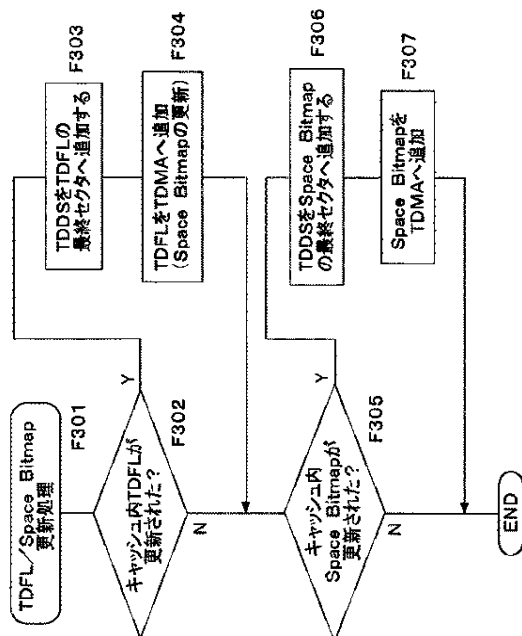 TDFL／Space Bitmap
更新処理
F301
キャッシュ内TDFLが
更新された？
F302
Y
N
TDDSをTDFLの
最終セクタへ追加する
F303
TDFLをTDMAへ追加
（Space Bitmapの更新）
F304
キャッシュ内
Space Bitmapが
更新された？
F305
Y
N
TDDSをSpace Bitmap
の最終セクタへ追加する
F306
Space Bitmapを
TDMAへ追加
F307
END